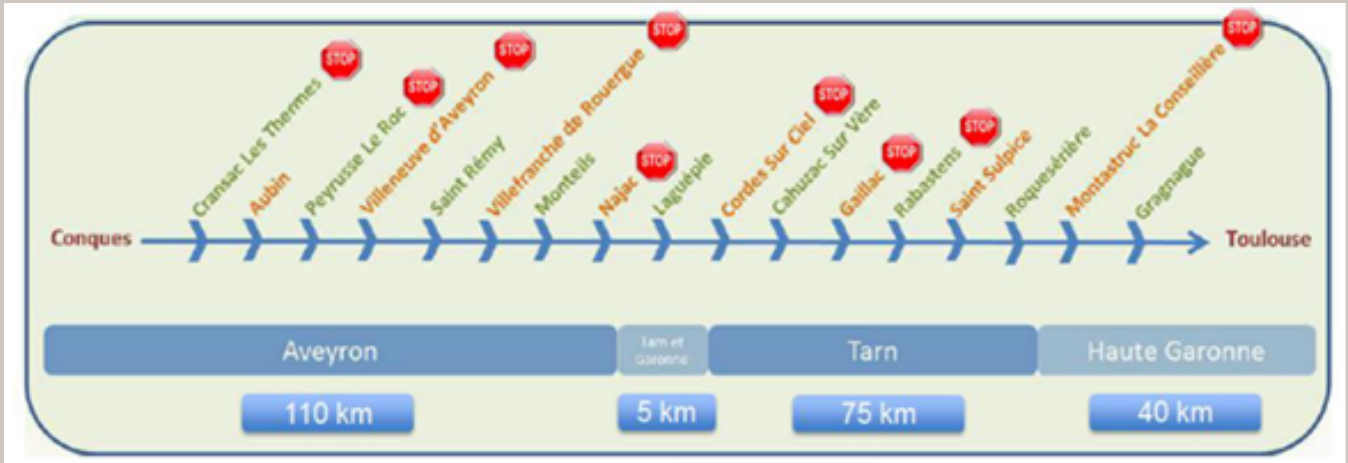 STOP
STOP
STOP
STOP
STOP
STOP
STOP
STOP
STOP
Conques
Cransac Les Thermes
Aubin
Peyrusse Le Roc
Villeneuve d'Aveyron
Saint Rémy
Villefranche de Rouergue
Monteils
Najac
Laguépie
Cordes Sur Ciel
Cahuzac Sur Vère
Gaillac
Rabastens
Saint Sulpice
Roquesérière
Montastruc La Conseillère
Gragnague
Toulouse
Aveyron
Tarn et
Garonne
Tarn
Haute Garonne
110 km
5 km
75 km
40 km